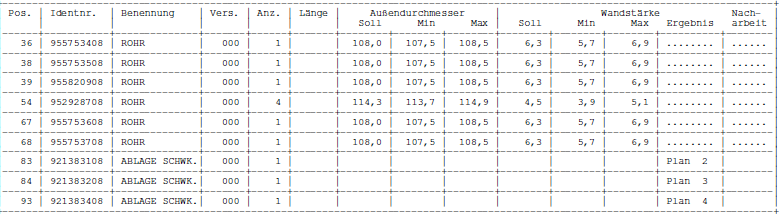 Pos. Identnr. Benennung Vers. Anz. Länge Außendurchmesser Wandstärke Nach-
Soll Min Max Soll Min Max Ergebnis arbeit
36 955753408 ROHR 000 1 108,0 107,5 108,5 6,3 5,7 6,9 ........ ......
38 955753508 ROHR 000 1 108,0 107,5 108,5 6,3 5,7 6,9 ........ ......
39 955820908 ROHR 000 1 108,0 107,5 108,5 6,3 5,7 6,9 ........ ......
54 952928708 ROHR 000 4 114,3 113,7 114,9 4,5 3,9 5,1 ........ ......
67 955753608 ROHR 000 1 108,0 107,5 108,5 6,3 5,7 6,9 ........ ......
68 955753708 ROHR 000 1 108,0 107,5 108,5 6,3 5,7 6,9 ........ ......
83 921383108 ABLAGE SCHWK. 000 1 Plan 2
84 921383208 ABLAGE SCHWK. 000 1 Plan 3
93 921383408 ABLAGE SCHWK. 000 1 Plan 4